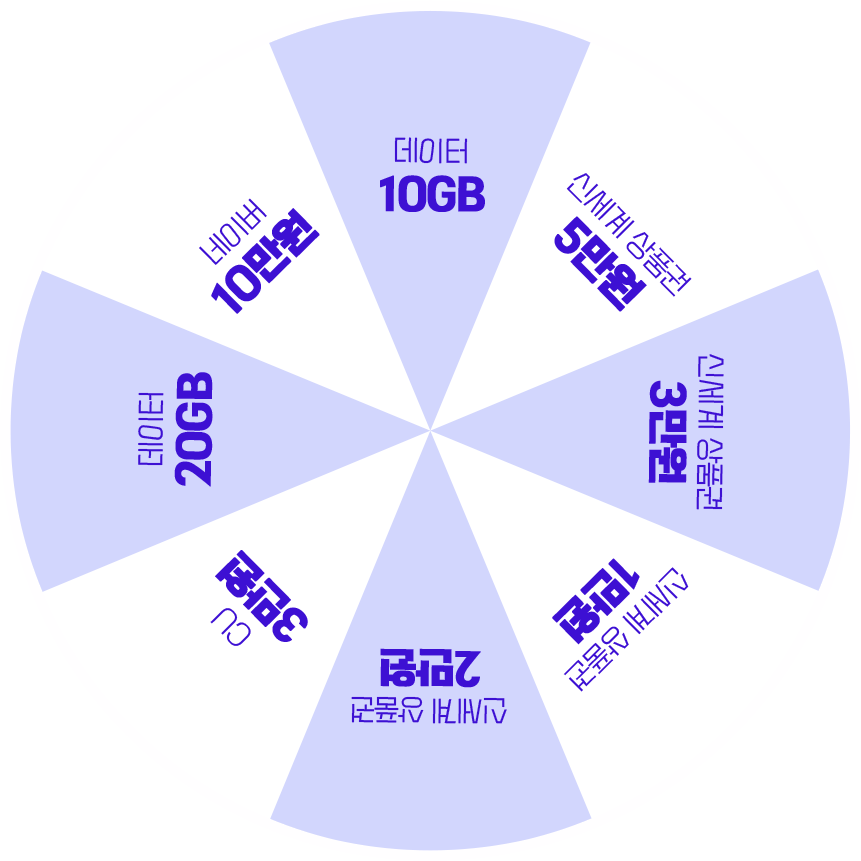 데이터
10GB
신세계 상품권
5만원
신세계 상품권
3만원
신세계 상품권
1만원
신세계 상품권
2만원
CU
3만원
데이터
20GB
네이버
10만원